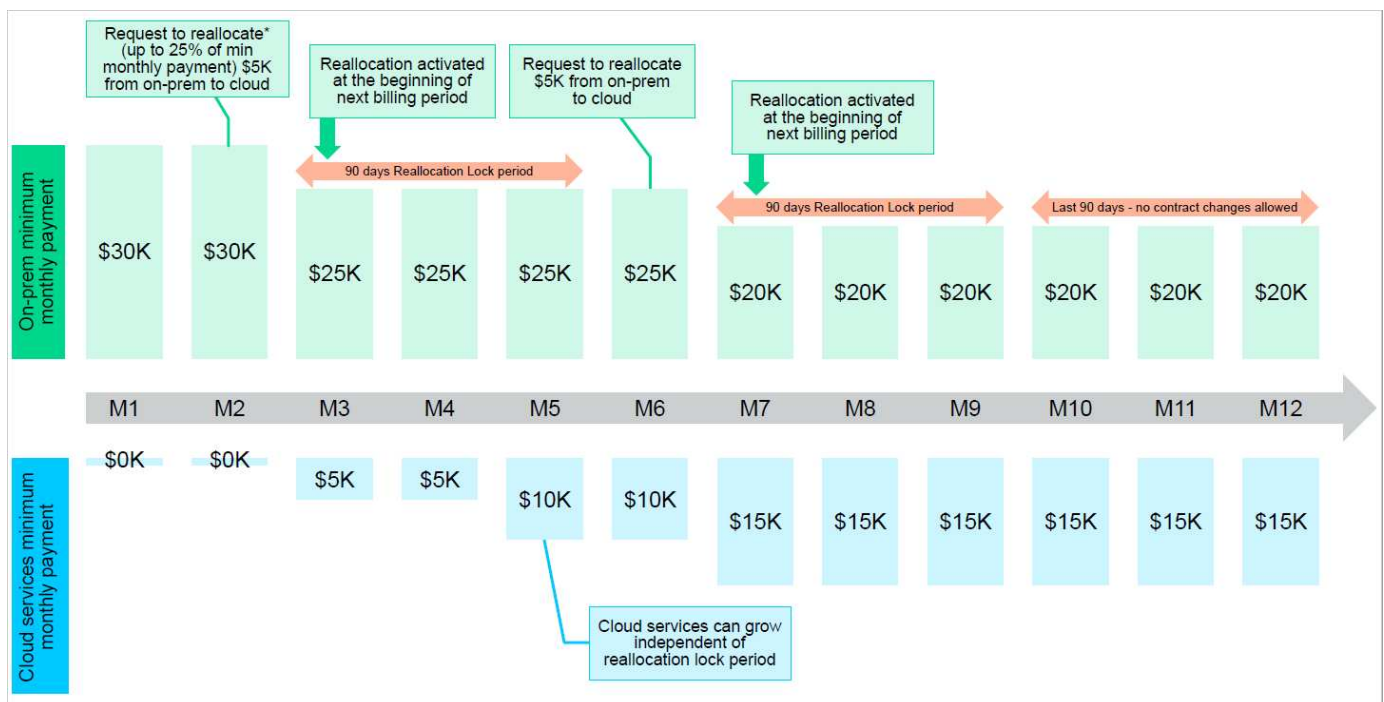 Request to reallocate*
(up to 25% of min
monthly payment) $5K
from on-prem to cloud
Reallocation activated
at the beginning of
next billing period
Request to reallocate
$5K from on-prem
to cloud
Reallocation activated
at the beginning of
next billing period
On-prem minimum
monthly payment
90 days Reallocation Lock period
90 days Reallocation Lock period
Last 90 days - no contract changes allowed
$30K $30K $25K $25K $25K $25K $20K $20K $20K $20K $20K $20K
M1 M2 M3 M4 M5 M6 M7 M8 M9 M10 M11 M12
Cloud services minimum
monthly payment
$0K $0K $5K $5K $10K $10K $15K $15K $15K $15K $15K $15K
Cloud services can grow
independent of
reallocation lock period